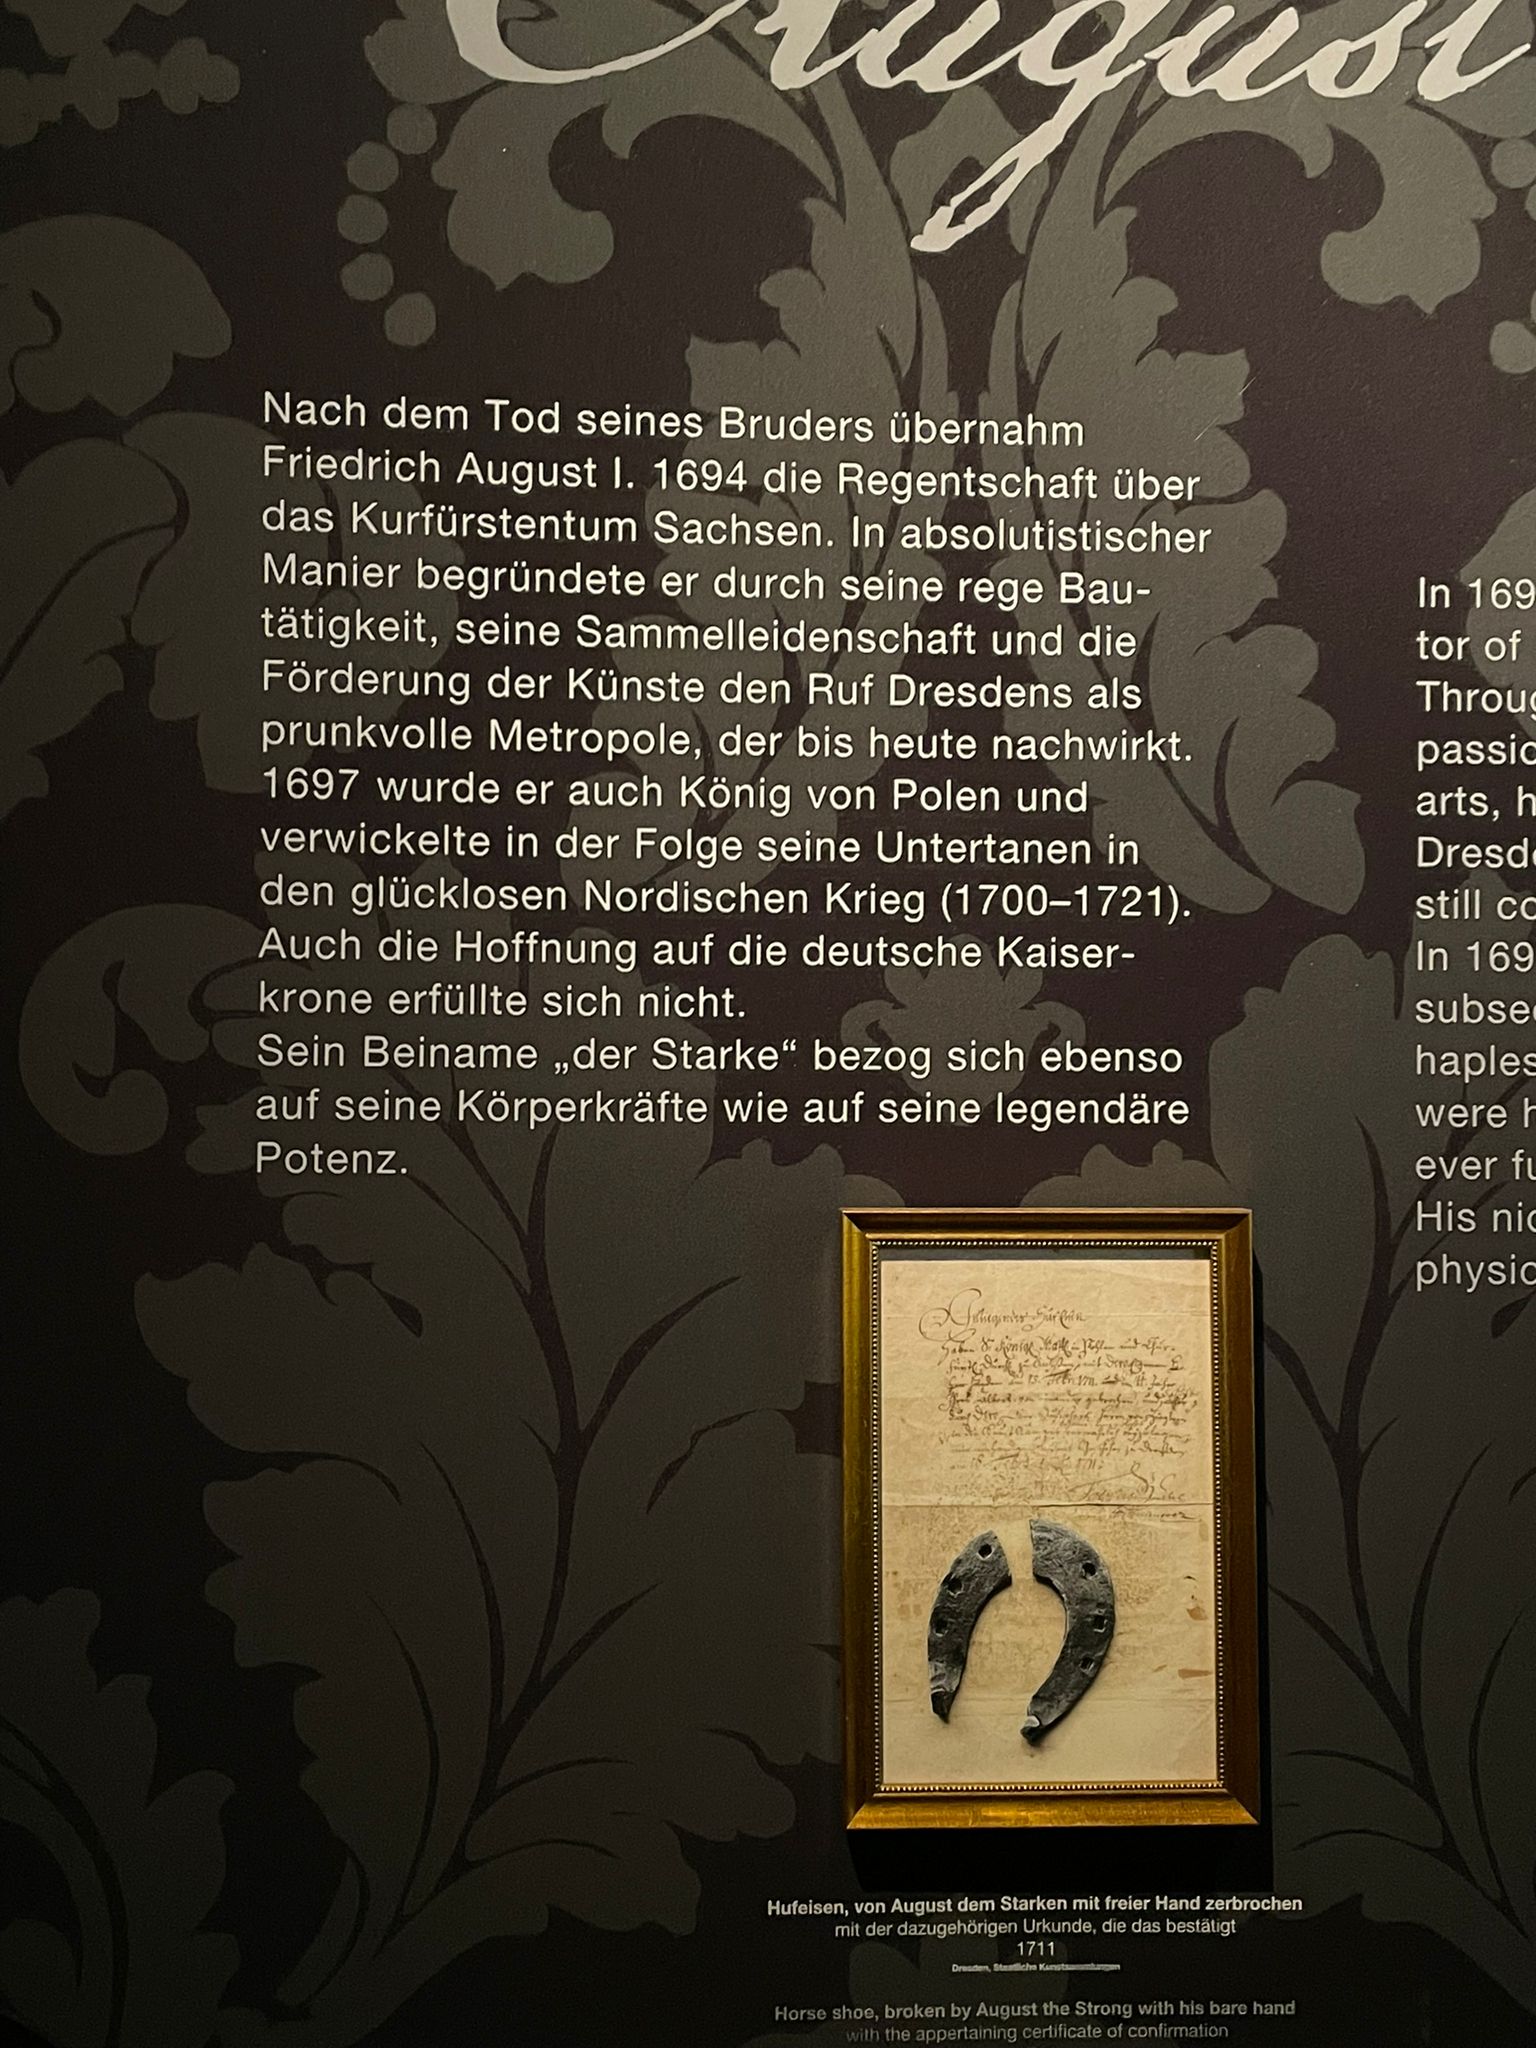 August
Nach dem Tod seines Bruders übernahm
Friedrich August I. 1694 die Regentschaft über
das Kurfürstentum Sachsen. In absolutistischer
Manier begründete er durch seine rege Bau-
tätigkeit, seine Sammelleidenschaft und die
Förderung der Künste den Ruf Dresdens als
prunkvolle Metropole, der bis heute nachwirkt.
1697 wurde er auch König von Polen und
verwickelte in der Folge seine Untertanen in
den glücklosen Nordischen Krieg (1700–1721).
Auch die Hoffnung auf die deutsche Kaiser-
krone erfüllte sich nicht.
Sein Beiname „der Starke“ bezog sich ebenso
auf seine Körperkräfte wie auf seine legendäre
Potenz.
In 169
tor of
Throug
passio
arts, h
Dresd
still co
In 169
subse
haples
were h
ever fu
His nic
physic
Hufeisen, von August dem Starken mit freier Hand zerbrochen
mit der dazugehörigen Urkunde, die das bestätigt
1711
Dresden, Staatliche Kunstsammlungen
Horse shoe, broken by August the Strong with his bare hand
with the appertaining certificate of confirmation